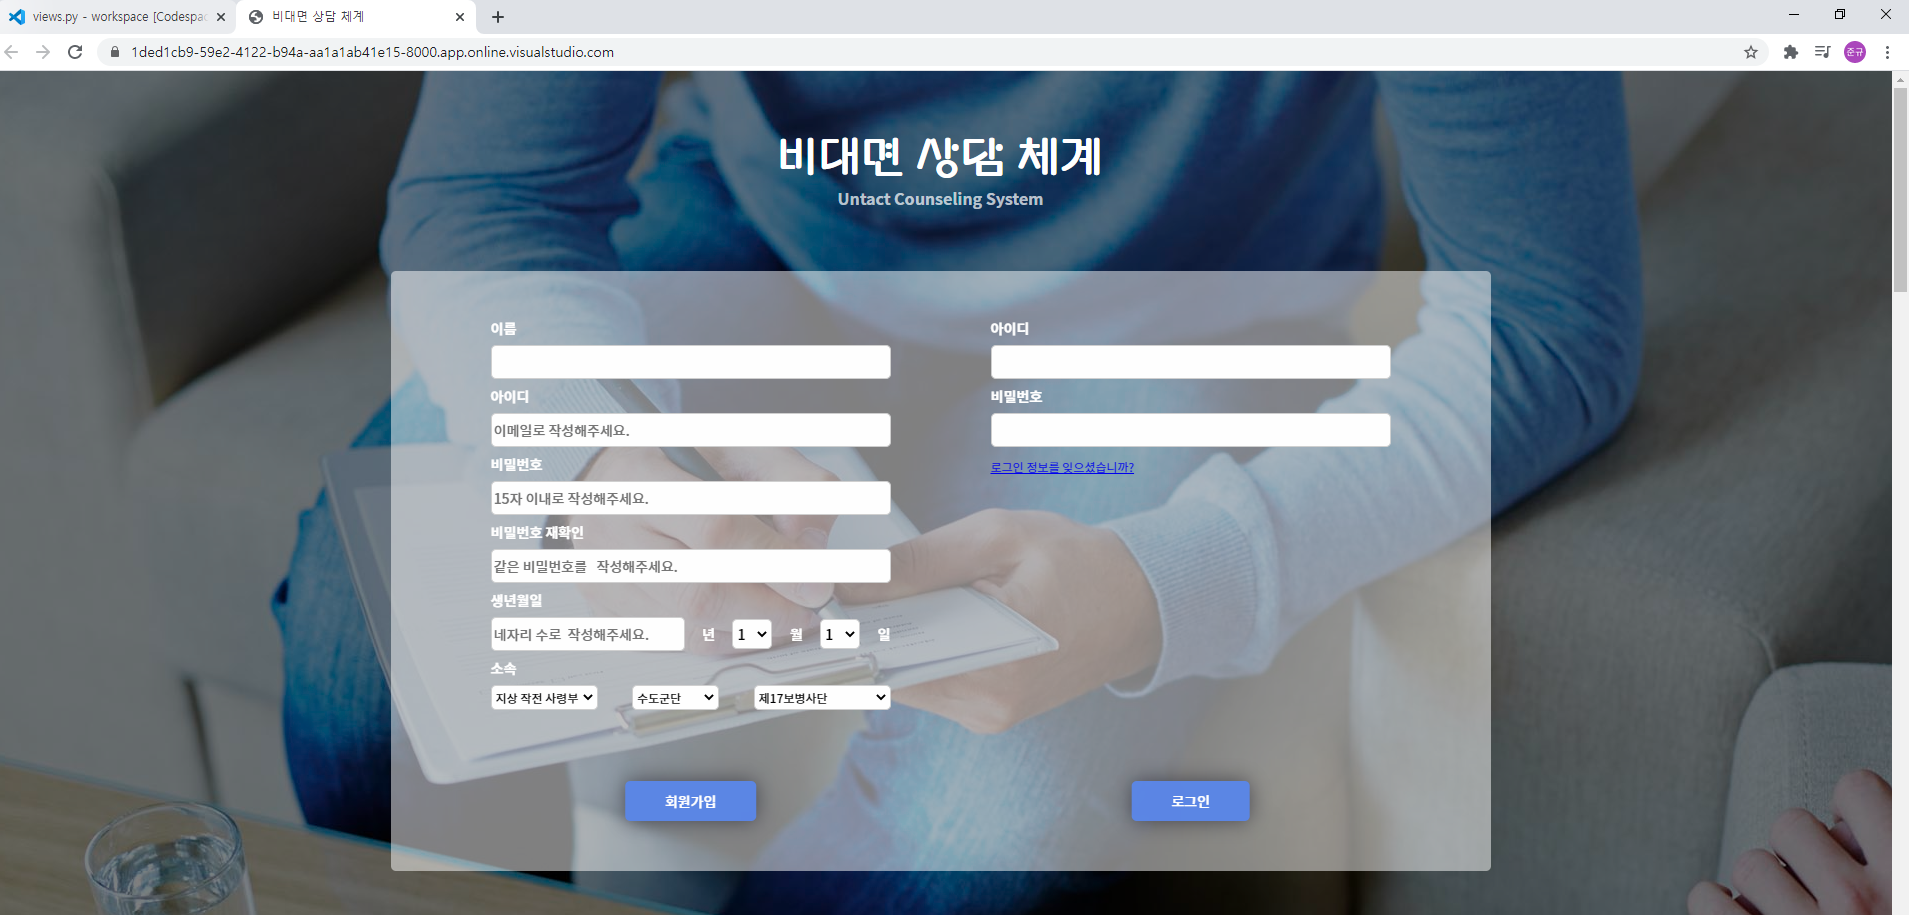 views.py - workspace [Codespac
비대면 상담 체계
1ded1cb9-59e2-4122-b94a-aa1a1ab41e15-8000.app.online.visualstudio.com
준규
비대면 상담 체계
Untact Counseling System
이름
아이디
이메일로 작성해주세요.
비밀번호
15자 이내로 작성해주세요.
비밀번호 재확인
같은 비밀번호를 작성해주세요.
생년월일
네자리 수로 작성해주세요. 년 1 월 1 일
소속
지상 작전 사령부 수도군단 제17보병사단
회원가입
아이디
비밀번호
로그인 정보를 잊으셨습니까?
로그인